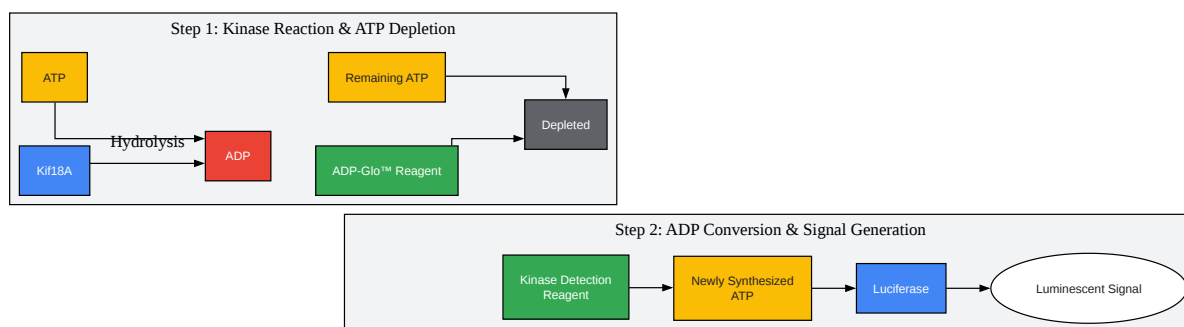 Step 1: Kinase Reaction & ATP Depletion
ATP
Remaining ATP
Depleted
Hydrolysis
ADP
Kif18A
ADP-Glo™ Reagent
Step 2: ADP Conversion & Signal Generation
Kinase Detection
Reagent
Newly Synthesized
ATP
Luciferase
Luminescent Signal